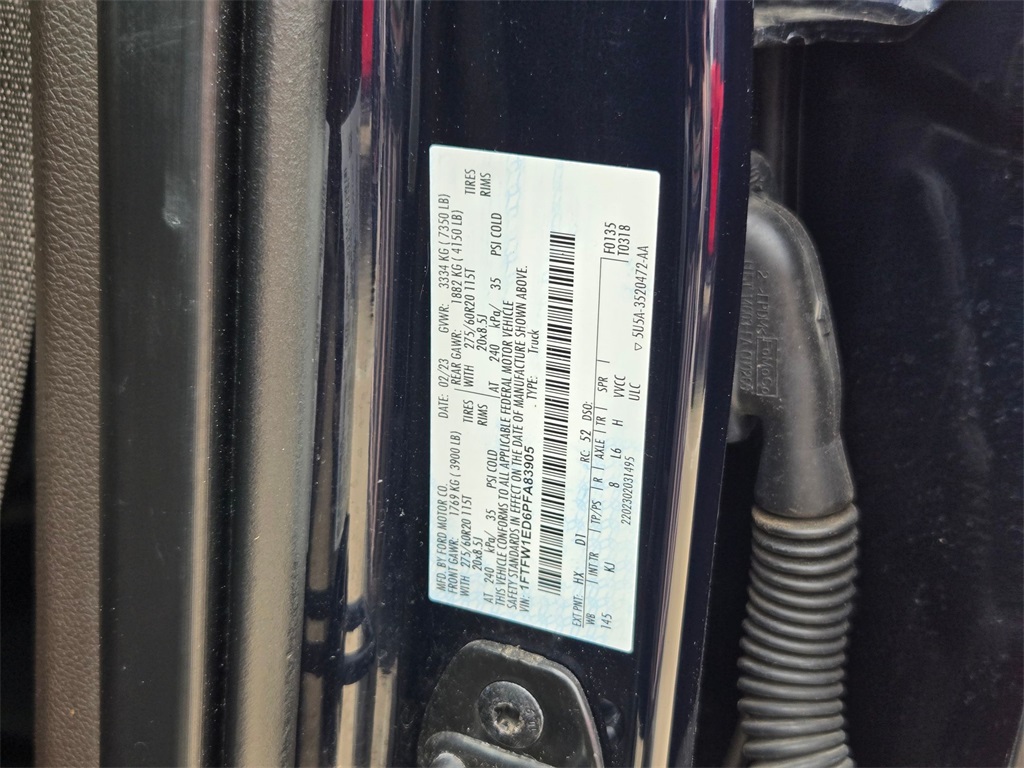 MFD. BY FORD MOTOR CO. DATE: 02/23 GVWR: 3334 KG ( 7350 LB)
FRONT GAWR: 1769 KG ( 3900 LB) REAR GAWR: 1882 KG ( 4150 LB)
WITH 275/60R20 115T TIRES WITH 275/60R20 115T TIRES
20x8.5J RIMS 20x8.5J RIMS
AT 240 kPa/ 35 PSI COLD AT 240 kPa/ 35 PSI COLD
THIS VEHICLE CONFORMS TO ALL APPLICABLE FEDERAL MOTOR VEHICLE
SAFETY STANDARDS IN EFFECT ON THE DATE OF MANUFACTURE SHOWN ABOVE.
VIN: 1FTFW1ED6PFA83905 TYPE: Truck
EXT PNT: HX D1 RC: 52 DSO: F0135
WB INT TR TP/PS R AXLE TR SPR T0318
145 KJ 8 L6 H VVCC 5U5A-3520472-AA
2202302031495 ULC